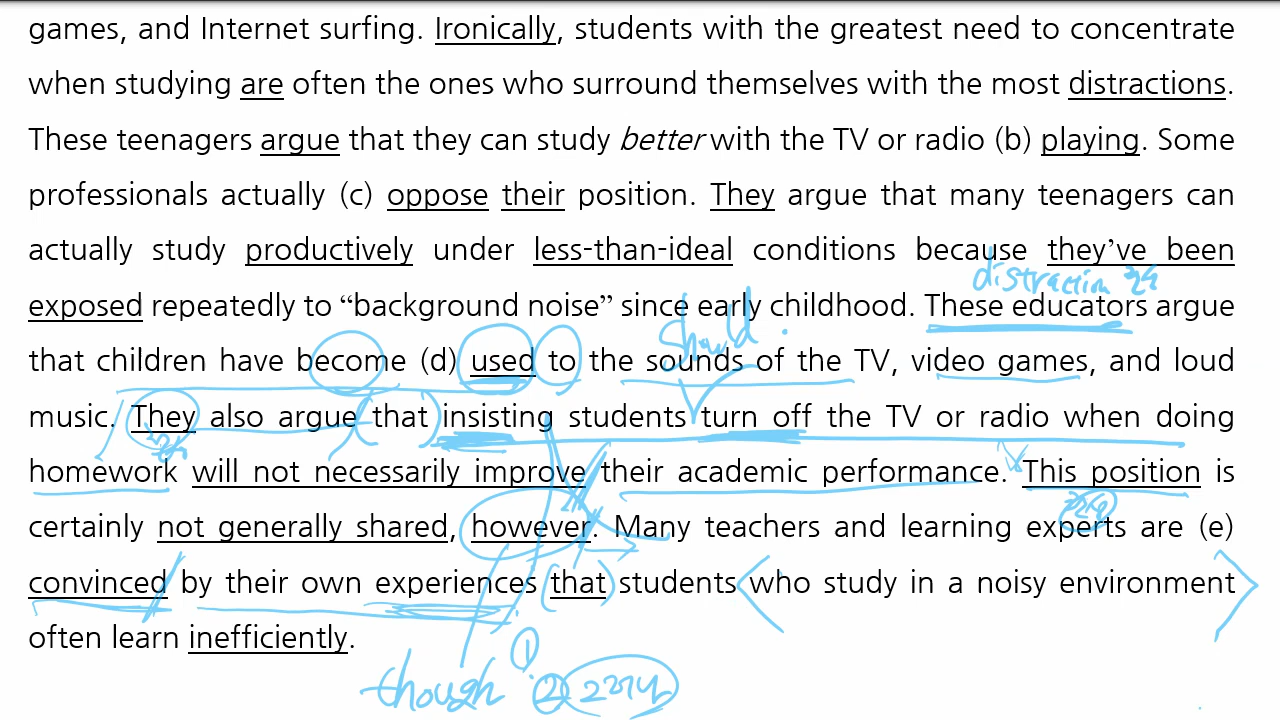 games, and Internet surfing. Ironically, students with the greatest need to concentrate
when studying are often the ones who surround themselves with the most distractions.
These teenagers argue that they can study better with the TV or radio (b) playing. Some
professionals actually (c) oppose their position. They argue that many teenagers can
actually study productively under less-than-ideal conditions because they’ve been
distraction
exposed repeatedly to “background noise” since early childhood. These educators argue
should
that children have become (d) used to the sounds of the TV, video games, and loud
music. They also argue that insisting students turn off the TV or radio when doing
homework will not necessarily improve their academic performance. This position is
certainly not generally shared, however. Many teachers and learning experts are (e)
convinced by their own experiences that students who study in a noisy environment
often learn inefficiently.
though ① ②